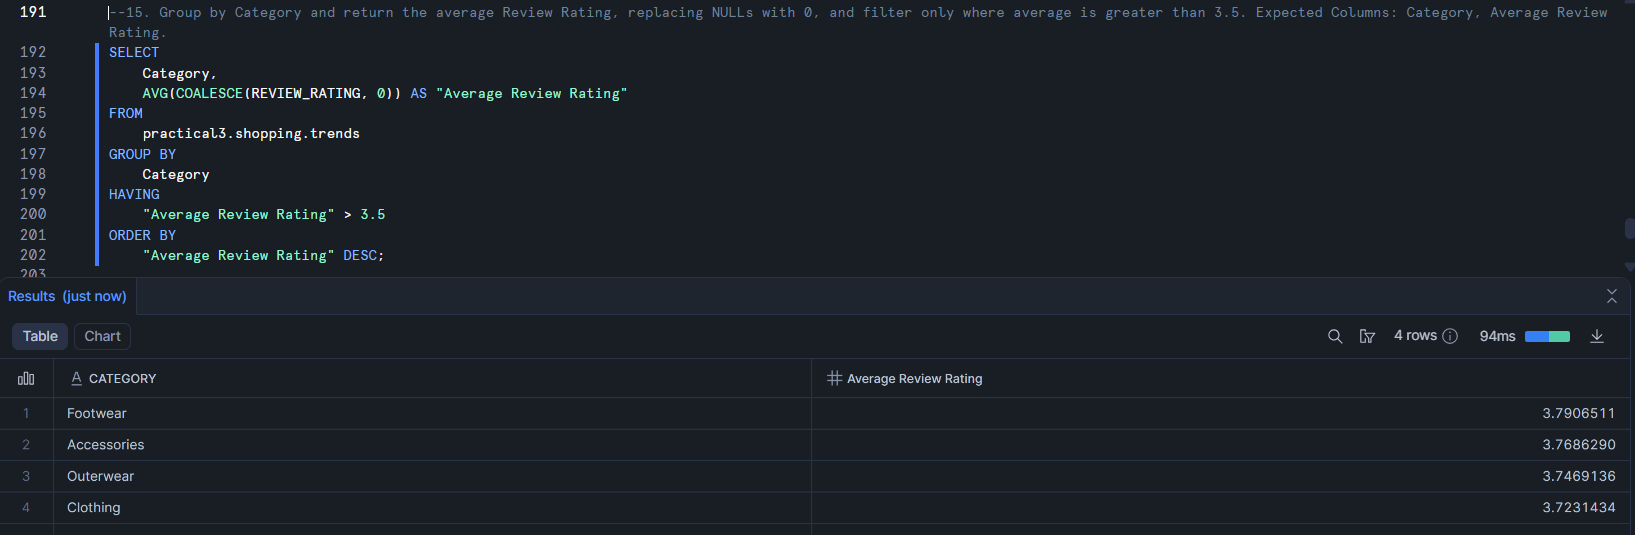 191 --15. Group by Category and return the average Review Rating, replacing NULLs with 0, and filter only where average is greater than 3.5. Expected Columns: Category, Average Review
Rating.
192 SELECT
193 Category,
194 AVG(COALESCE(REVIEW_RATING, 0)) AS "Average Review Rating"
195 FROM
196 practical3.shopping.trends
197 GROUP BY
198 Category
199 HAVING
200 "Average Review Rating" > 3.5
201 ORDER BY
202 "Average Review Rating" DESC;
203
Results (just now)
Table Chart 4 rows 94ms
CATEGORY Average Review Rating
1 Footwear 3.7906511
2 Accessories 3.7686290
3 Outerwear 3.7469136
4 Clothing 3.7231434